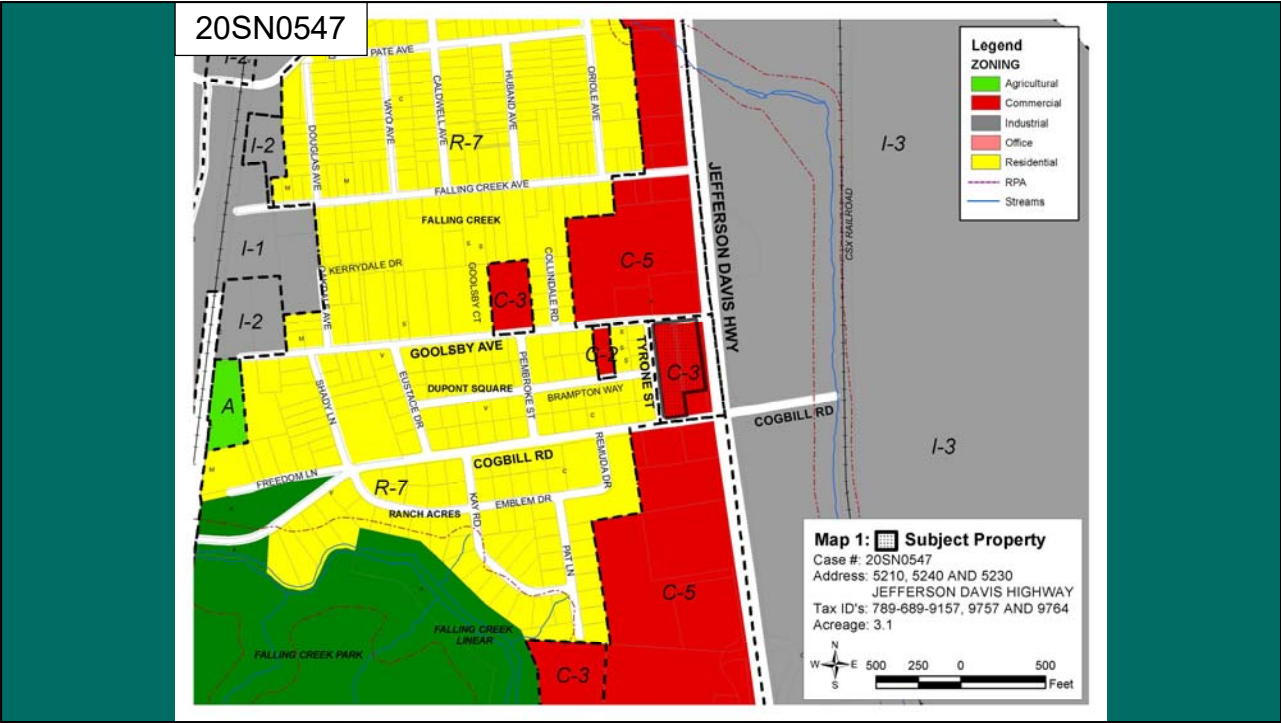 20SN0547
I-2
PATE AVE
DOUGLAS AVE
VAYO AVE
CALDWELL AVE
HUBAND AVE
ORIOLE AVE
C
I-2
R-7
M
M
FALLING CREEK AVE
FALLING CREEK
I-1
KERRYDALE DR
OAKDALE AVE
S
S
GOOLSBY CT
COLLINDALE RD
C-5
C-3
I-2
S
M
V
GOOLSBY AVE
C-2
S
S
S
TYRONE ST
C-3
JEFFERSON DAVIS HWY
CSX RAILROAD
I-3
A
SHADY LN
EUSTACE DR
DUPONT SQUARE
PEMBROKE ST
BRAMPTON WAY
V
C
COGBILL RD
COGBILL RD
I-3
M
FREEDOM LN
R-7
V
RANCH ACRES
KAY RD
EMBLEM DR
REMUDA DR
C
PAT LN
C-5
FALLING CREEK
LINEAR
FALLING CREEK PARK
C-3
Legend
ZONING
Agricultural
Commercial
Industrial
Office
Residential
RPA
Streams
Map 1: Subject Property
Case #: 20SN0547
Address: 5210, 5240 AND 5230
JEFFERSON DAVIS HIGHWAY
Tax ID's: 789-689-9157, 9757 AND 9764
Acreage: 3.1
N
W E
S
500 250 0 500
Feet